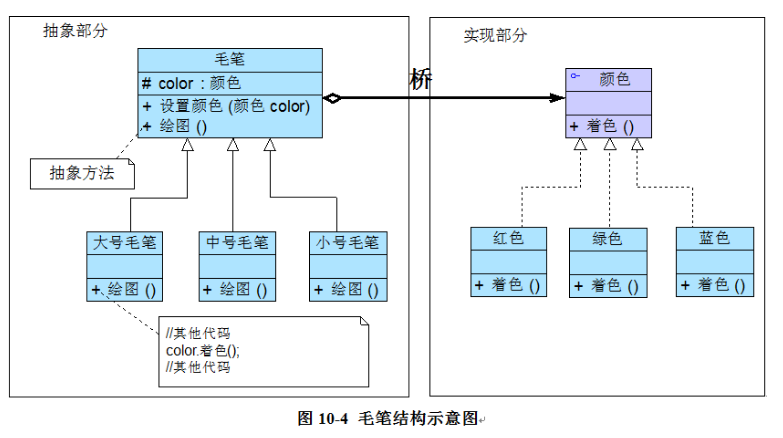 抽象部分
毛笔
# color : 颜色
+ 设置颜色 (颜色 color)
+ 绘图 ()
抽象方法
大号毛笔
+ 绘图 ()
中号毛笔
+ 绘图 ()
小号毛笔
+ 绘图 ()
//其他代码
color.着色();
//其他代码
桥
实现部分
颜色
+ 着色 ()
红色
+ 着色 ()
绿色
+ 着色 ()
蓝色
+ 着色 ()
图 10-4 毛笔结构示意图